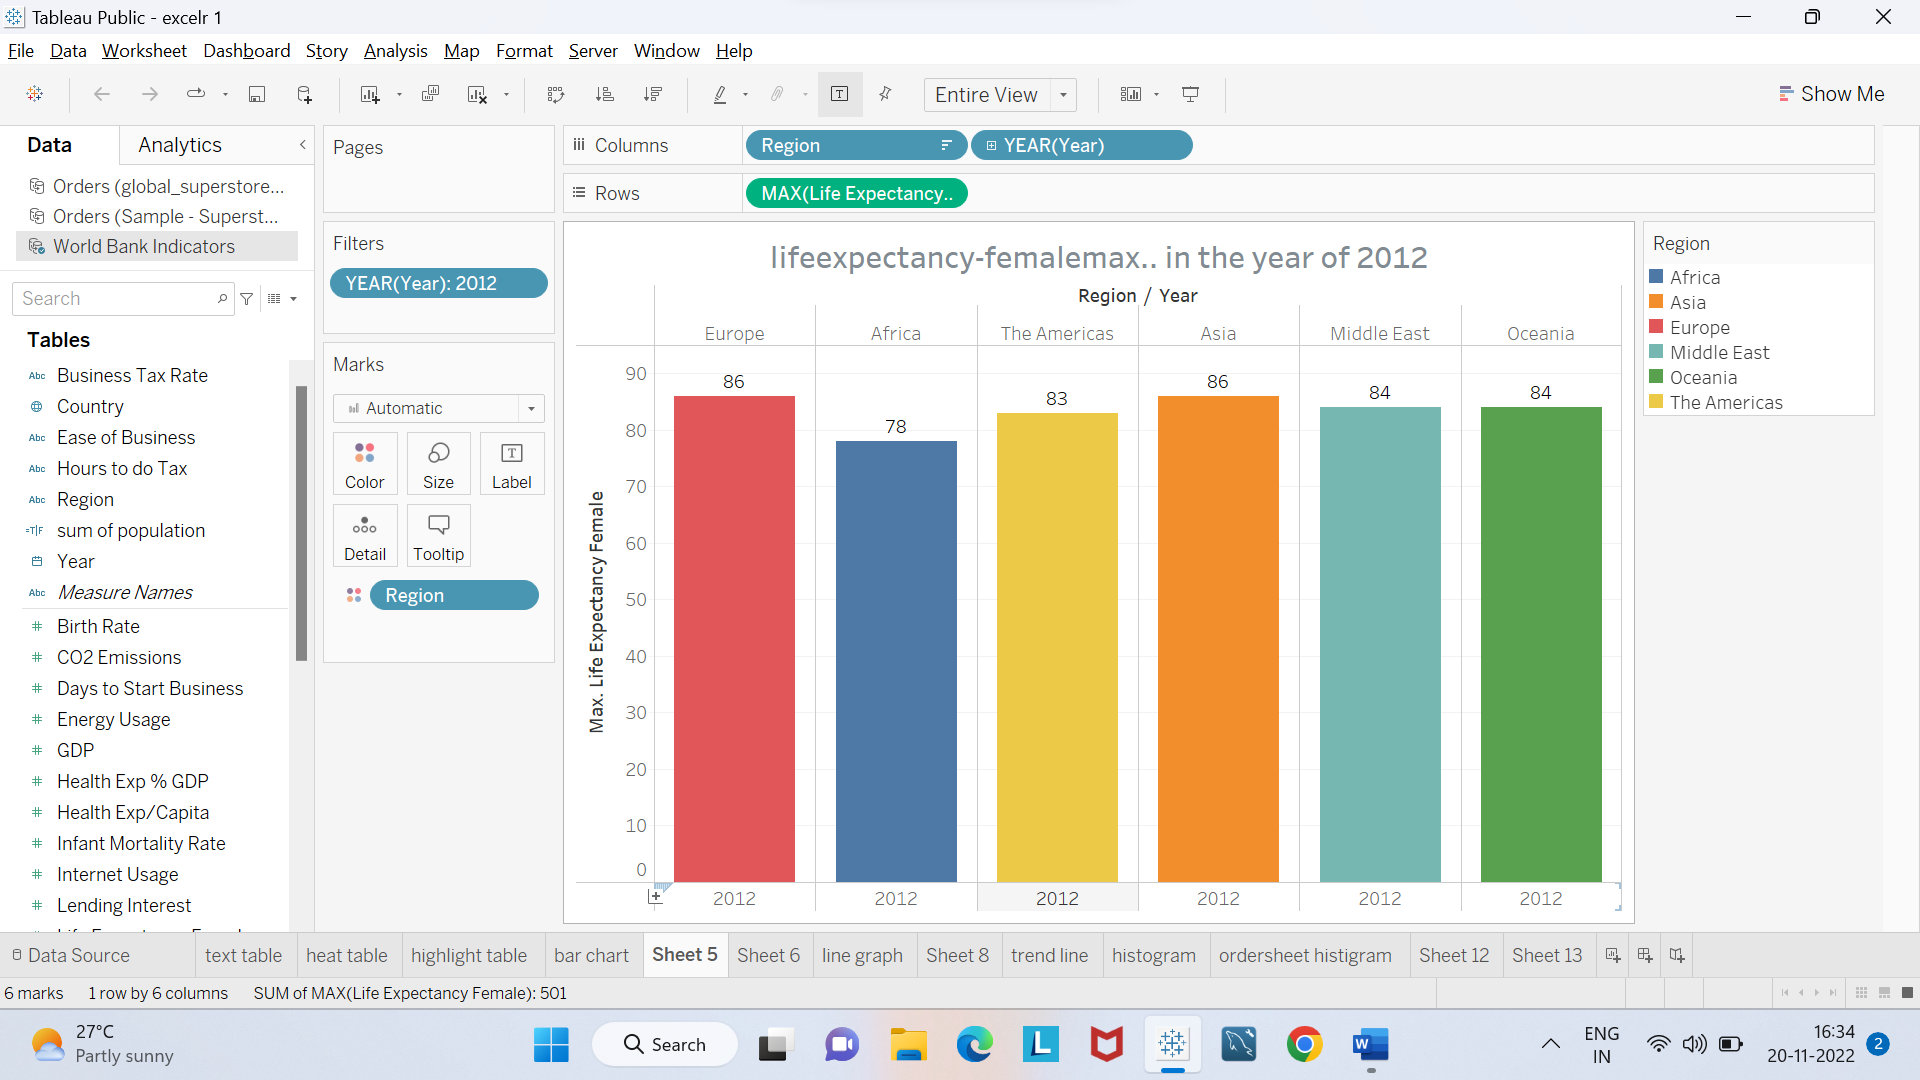 Tableau Public - excelr 1
File Data Worksheet Dashboard Story Analysis Map Format Server Window Help
Entire View
Show Me
Data Analytics
Orders (global_superstore...
Orders (Sample - Superst...
World Bank Indicators
Search
Tables
Abc Business Tax Rate
Country
Abc Ease of Business
Abc Hours to do Tax
Abc Region
=T|F sum of population
Year
Abc Measure Names
# Birth Rate
# CO2 Emissions
# Days to Start Business
# Energy Usage
# GDP
# Health Exp % GDP
# Health Exp/Capita
# Infant Mortality Rate
# Internet Usage
# Lending Interest
Pages
Filters
YEAR(Year): 2012
Marks
Automatic
Color Size Label
Detail Tooltip
Region
Columns Region YEAR(Year)
Rows MAX(Life Expectancy..
lifeexpectancy-femalemax.. in the year of 2012
Region / Year
Europe Africa The Americas Asia Middle East Oceania
Max. Life Expectancy Female
90
80
70
60
50
40
30
20
10
0
86 78 83 86 84 84
2012 2012 2012 2012 2012 2012
Region
Africa
Asia
Europe
Middle East
Oceania
The Americas
Data Source text table heat table highlight table bar chart Sheet 5 Sheet 6 line graph Sheet 8 trend line histogram ordersheet histigram Sheet 12 Sheet 13
6 marks 1 row by 6 columns SUM of MAX(Life Expectancy Female): 501
27°C
Partly sunny
Search
L
W
ENG
IN
16:34
20-11-2022
2